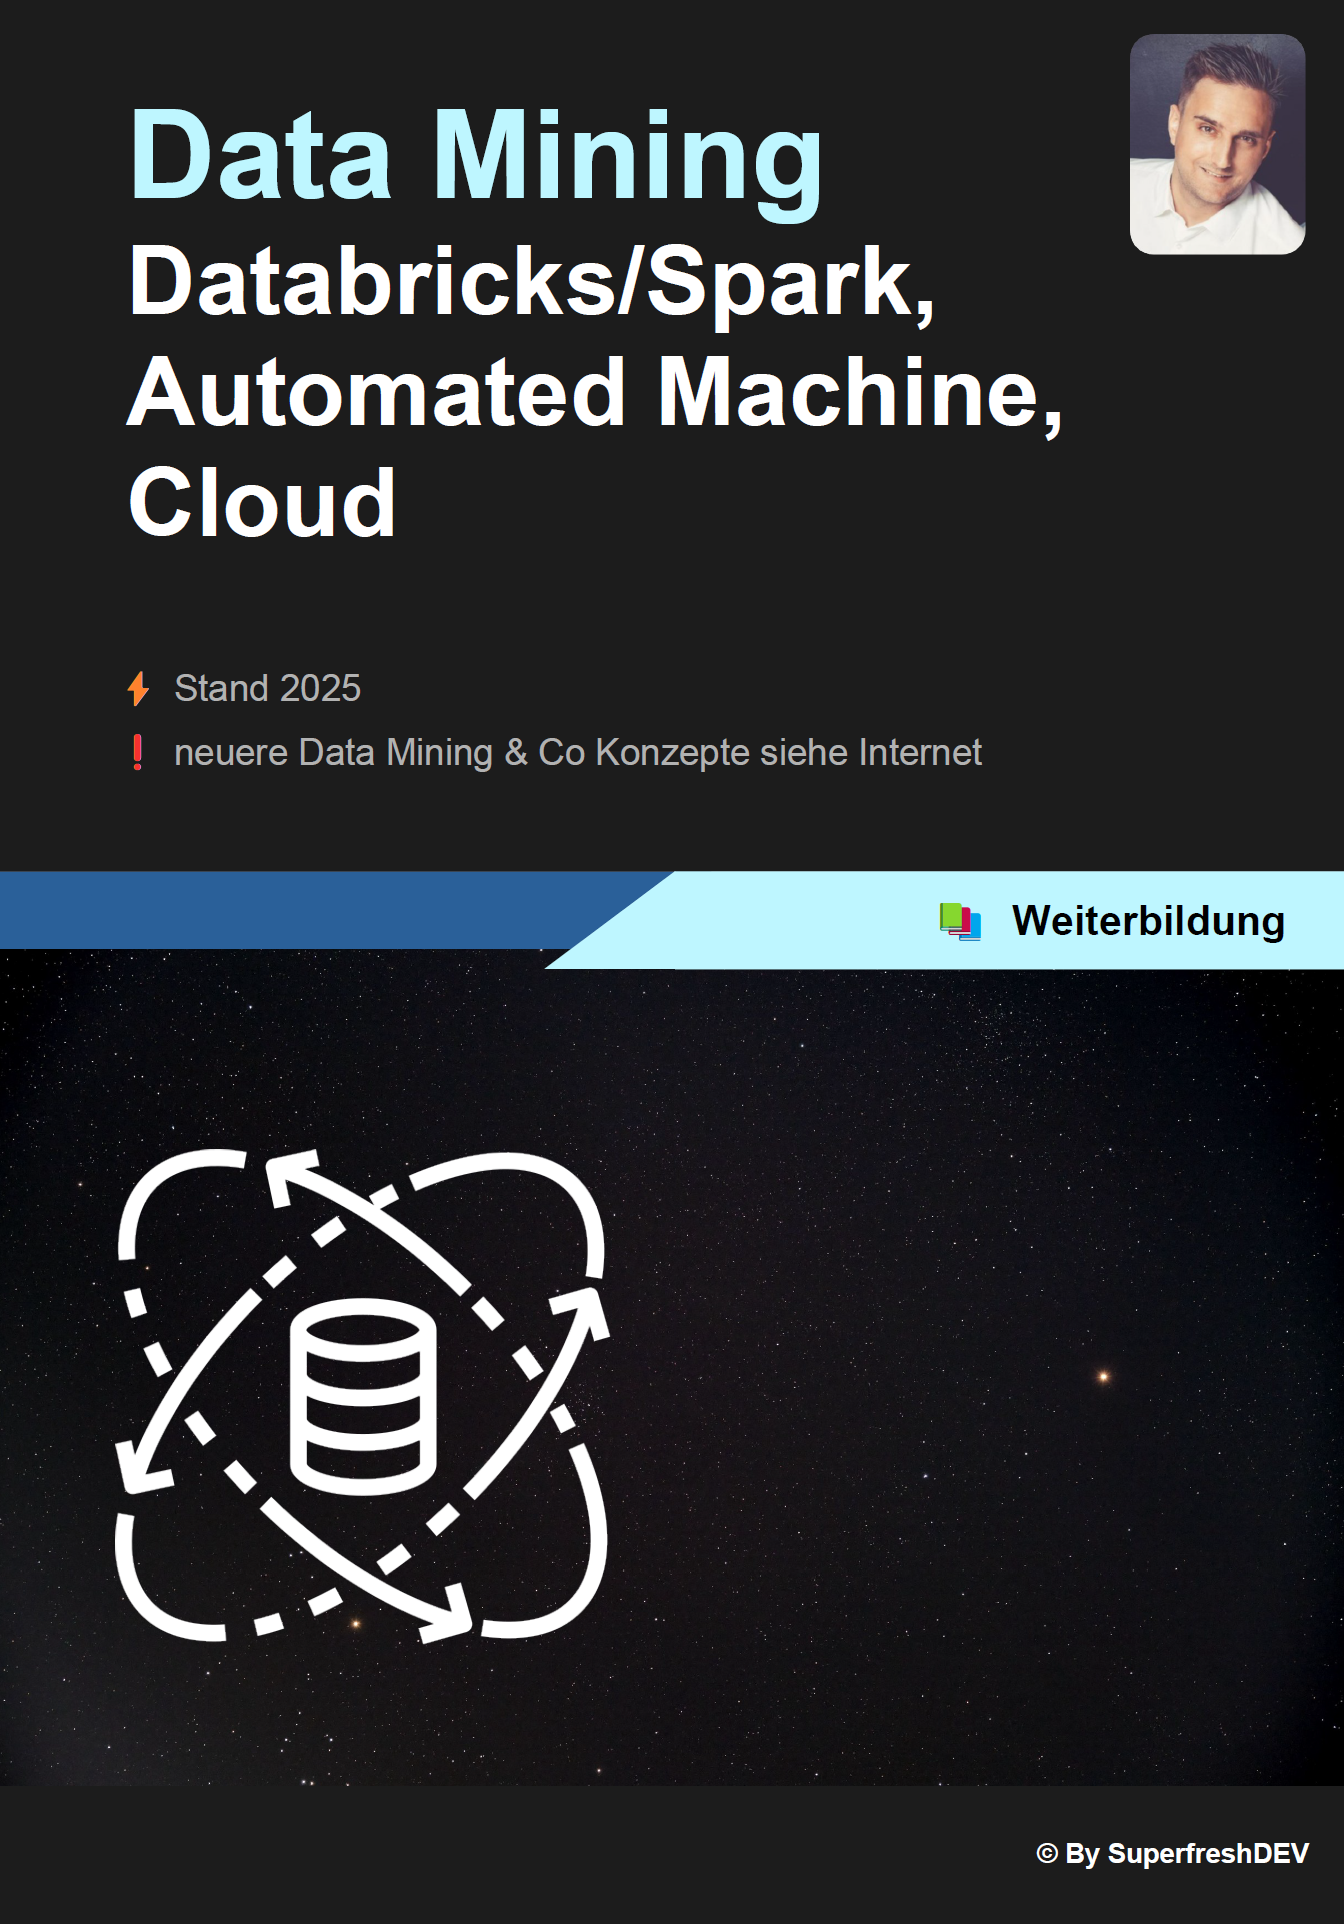 Data Mining
Databricks/Spark,
Automated Machine,
Cloud
Stand 2025
neuere Data Mining & Co Konzepte siehe Internet
Weiterbildung
© By SuperfreshDEV